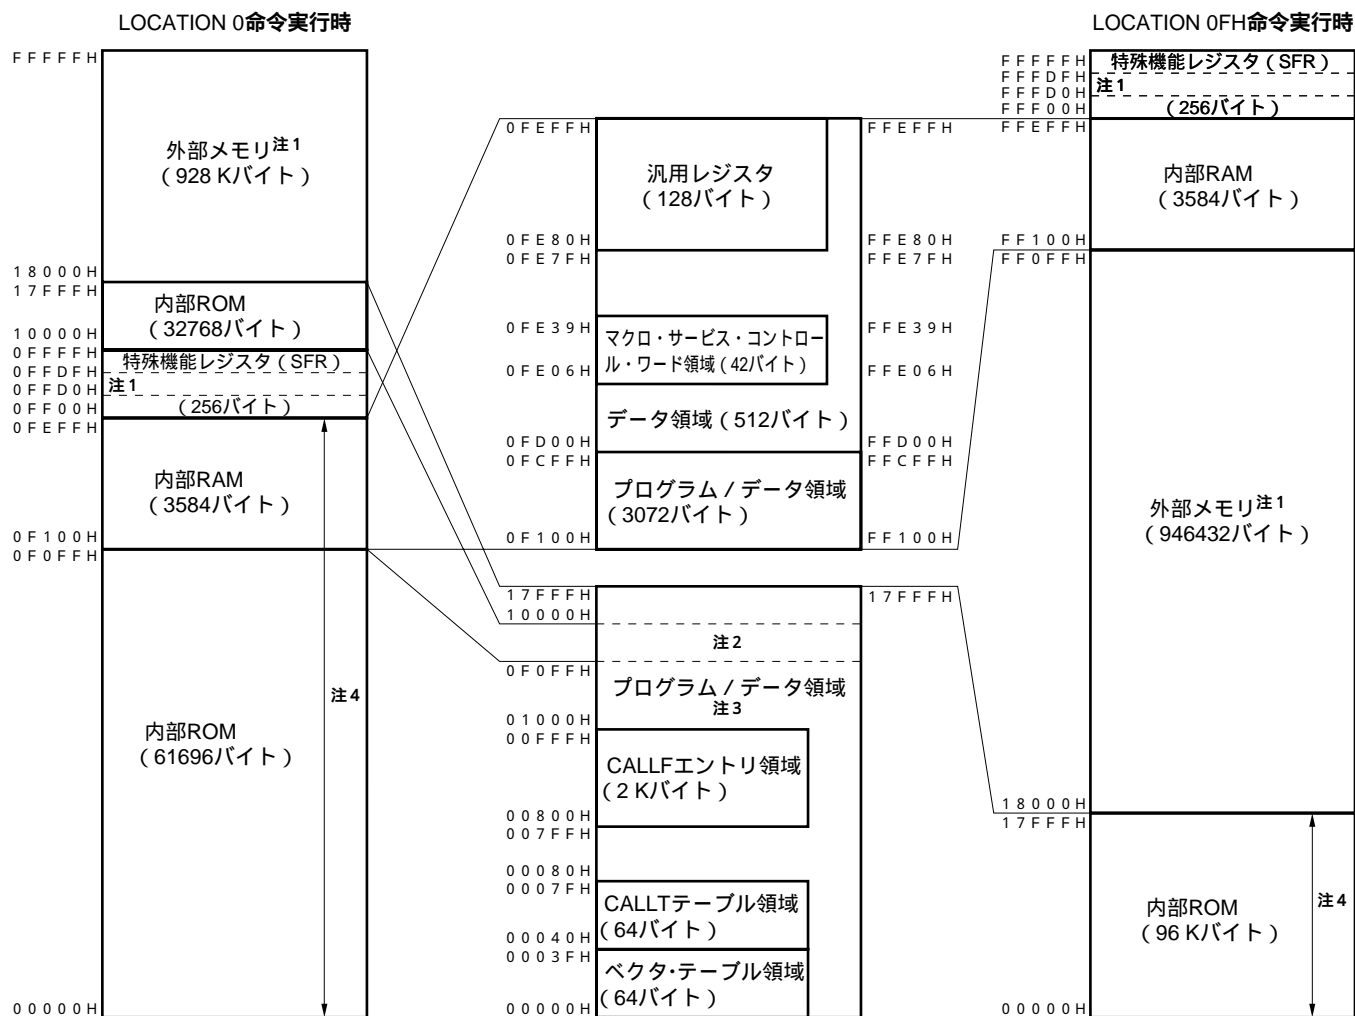 LOCATION 0命令実行時
FFFFFH
外部メモリ注1
(928 Kバイト)
18000H
17FFFH
内部ROM
(32768バイト)
10000H
0FFFFH
特殊機能レジスタ(SFR)
0FFDFH
注1
0FFD0H
0FF00H
(256バイト)
0FEFFH
内部RAM
(3584バイト)
0F100H
0F0FFH
注4
内部ROM
(61696バイト)
00000H
0FEFFH
FFEFFH
汎用レジスタ
(128バイト)
0FE80H
FFE80H
0FE7FH
FFE7FH
0FE39H
FFE39H
マクロ・サービス・コントロー
ル・ワード領域(42バイト)
0FE06H
FFE06H
データ領域(512バイト)
0FD00H
FFD00H
0FCFFH
FFCFFH
プログラム/データ領域
(3072バイト)
0F100H
FF100H
17FFFH
17FFFH
10000H
注2
0F0FFH
プログラム/データ領域
注3
01000H
00FFFH
CALLFエントリ領域
(2 Kバイト)
00800H
007FFH
00080H
0007FH
CALLTテーブル領域
(64バイト)
00040H
0003FH
ベクタ・テーブル領域
(64バイト)
00000H
LOCATION 0FH命令実行時
FFFFFH
特殊機能レジスタ(SFR)
FFFDFH
注1
FFFD0H
FFF00H
(256バイト)
FFEFFH
内部RAM
(3584バイト)
FF100H
FF0FFH
外部メモリ注1
(946432バイト)
18000H
17FFFH
注4
内部ROM
(96 Kバイト)
00000H